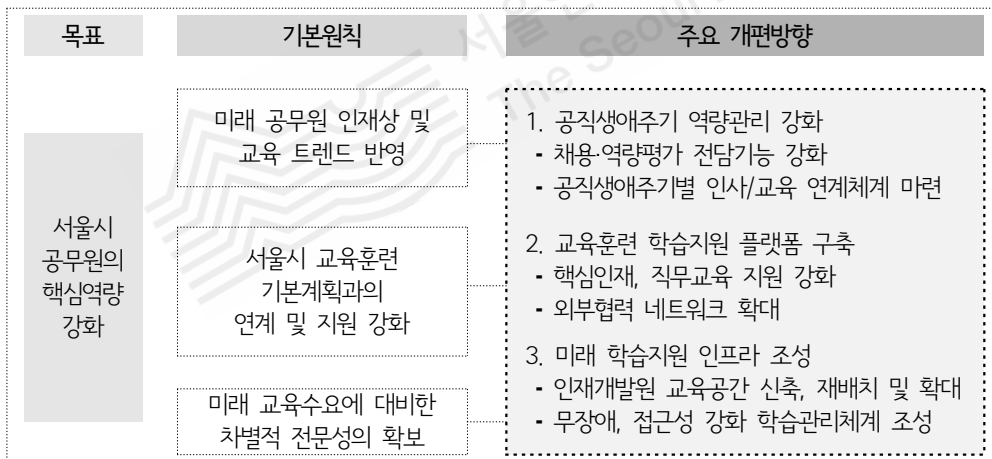 목표
기본원칙
주요 개편방향
서울시
공무원의
핵심역량
강화
미래 공무원 인재상 및
교육 트렌드 반영
서울시 교육훈련
기본계획과의
연계 및 지원 강화
미래 교육수요에 대비한
차별적 전문성의 확보
1. 공직생애주기 역량관리 강화
- 채용·역량평가 전담기능 강화
- 공직생애주기별 인사/교육 연계체계 마련
2. 교육훈련 학습지원 플랫폼 구축
- 핵심인재, 직무교육 지원 강화
- 외부협력 네트워크 확대
3. 미래 학습지원 인프라 조성
- 인재개발원 교육공간 신축, 재배치 및 확대
- 무장애, 접근성 강화 학습관리체계 조성